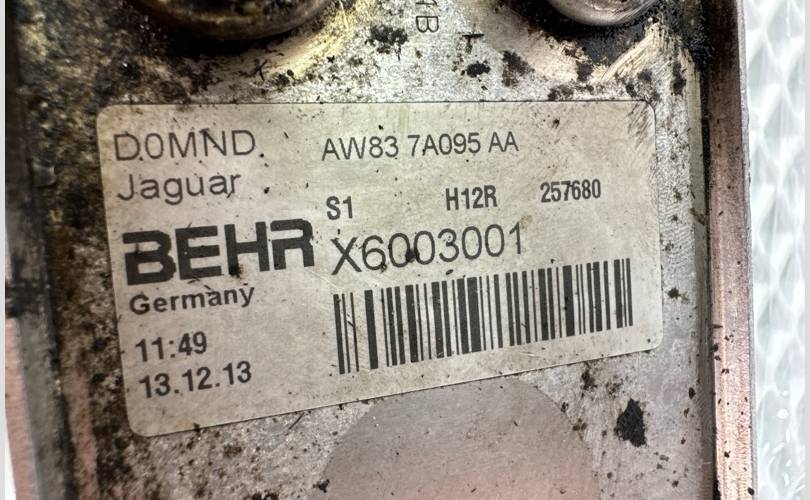 D0MND AW83 7A095 AA
Jaguar
S1 H12R 257680
BEHR X6003001
Germany
11:49
13.12.13